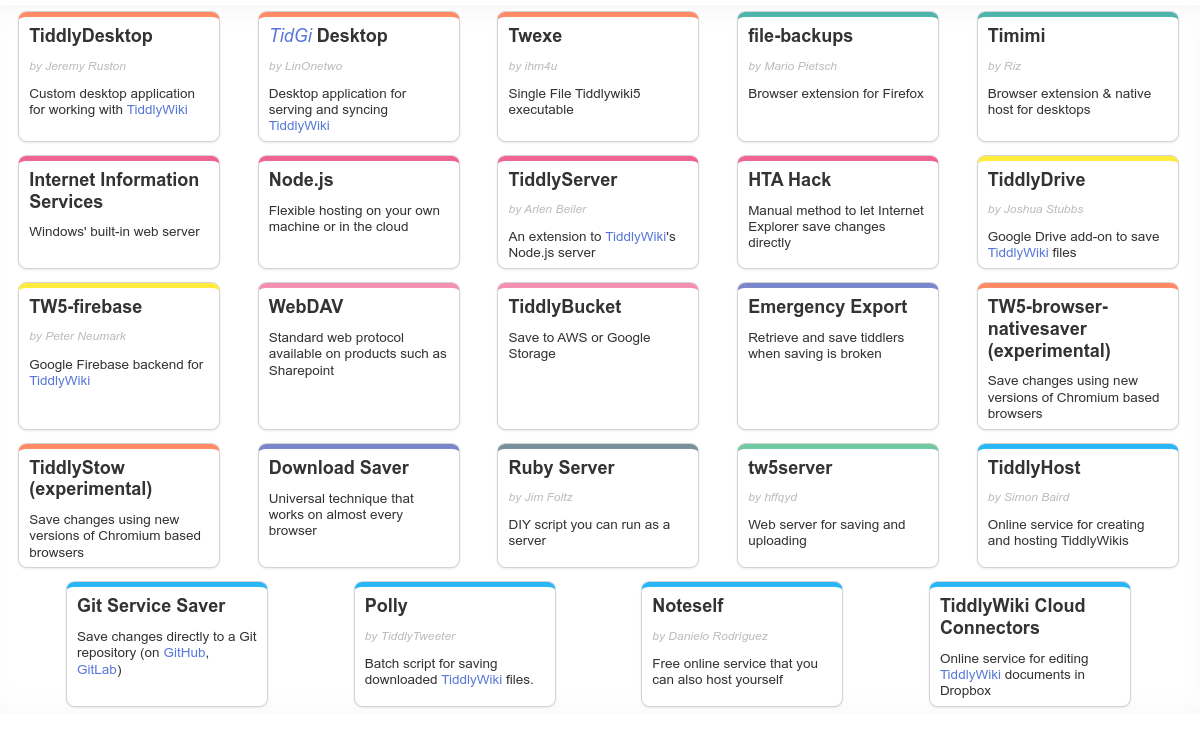 TiddlyDesktop
by Jeremy Ruston
Custom desktop application
for working with TiddlyWiki
TidGi Desktop
by LinOnetwo
Desktop application for
serving and syncing
TiddlyWiki
Twexe
by ihm4u
Single File Tiddlywiki5
executable
file-backups
by Mario Pietsch
Browser extension for Firefox
Timimi
by Riz
Browser extension & native
host for desktops
Internet Information
Services
Windows' built-in web server
Node.js
Flexible hosting on your own
machine or in the cloud
TiddlyServer
by Arlen Beiler
An extension to TiddlyWiki's
Node.js server
HTA Hack
Manual method to let Internet
Explorer save changes
directly
TiddlyDrive
by Joshua Stubbs
Google Drive add-on to save
TiddlyWiki files
TW5-firebase
by Peter Neumark
Google Firebase backend for
TiddlyWiki
WebDAV
Standard web protocol
available on products such as
Sharepoint
TiddlyBucket
Save to AWS or Google
Storage
Emergency Export
Retrieve and save tiddlers
when saving is broken
TW5-browser-
nativesaver
(experimental)
Save changes using new
versions of Chromium based
browsers
TiddlyStow
(experimental)
Save changes using new
versions of Chromium based
browsers
Download Saver
Universal technique that
works on almost every
browser
Ruby Server
by Jim Foltz
DIY script you can run as a
server
tw5server
by hffqyd
Web server for saving and
uploading
TiddlyHost
by Simon Baird
Online service for creating
and hosting TiddlyWikis
Git Service Saver
Save changes directly to a Git
repository (on GitHub,
GitLab)
Polly
by TiddlyTweeter
Batch script for saving
downloaded TiddlyWiki files.
Noteself
by Danielo Rodríguez
Free online service that you
can also host yourself
TiddlyWiki Cloud
Connectors
Online service for editing
TiddlyWiki documents in
Dropbox